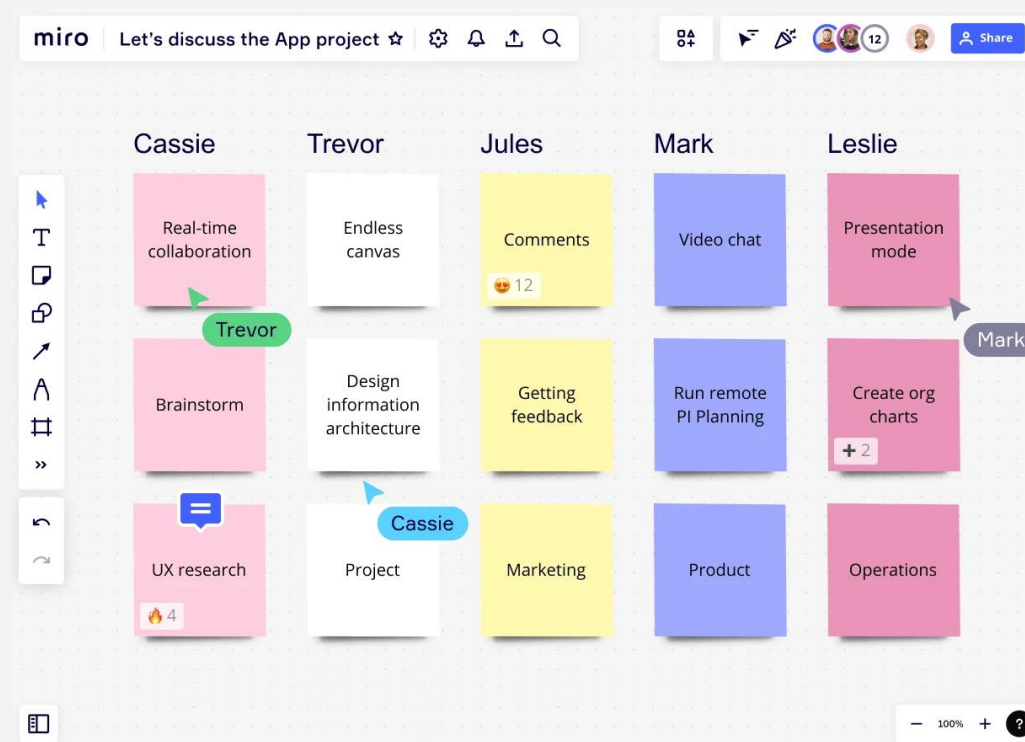 miro
Let's discuss the App project
12
Share
Cassie
Trevor
Jules
Mark
Leslie
Real-time
collaboration
Endless
canvas
Comments
12
Video chat
Presentation
mode
Trevor
Mark
Brainstorm
Design
information
architecture
Getting
feedback
Run remote
PI Planning
Create org
charts
2
Cassie
UX research
4
Project
Marketing
Product
Operations
100%
?